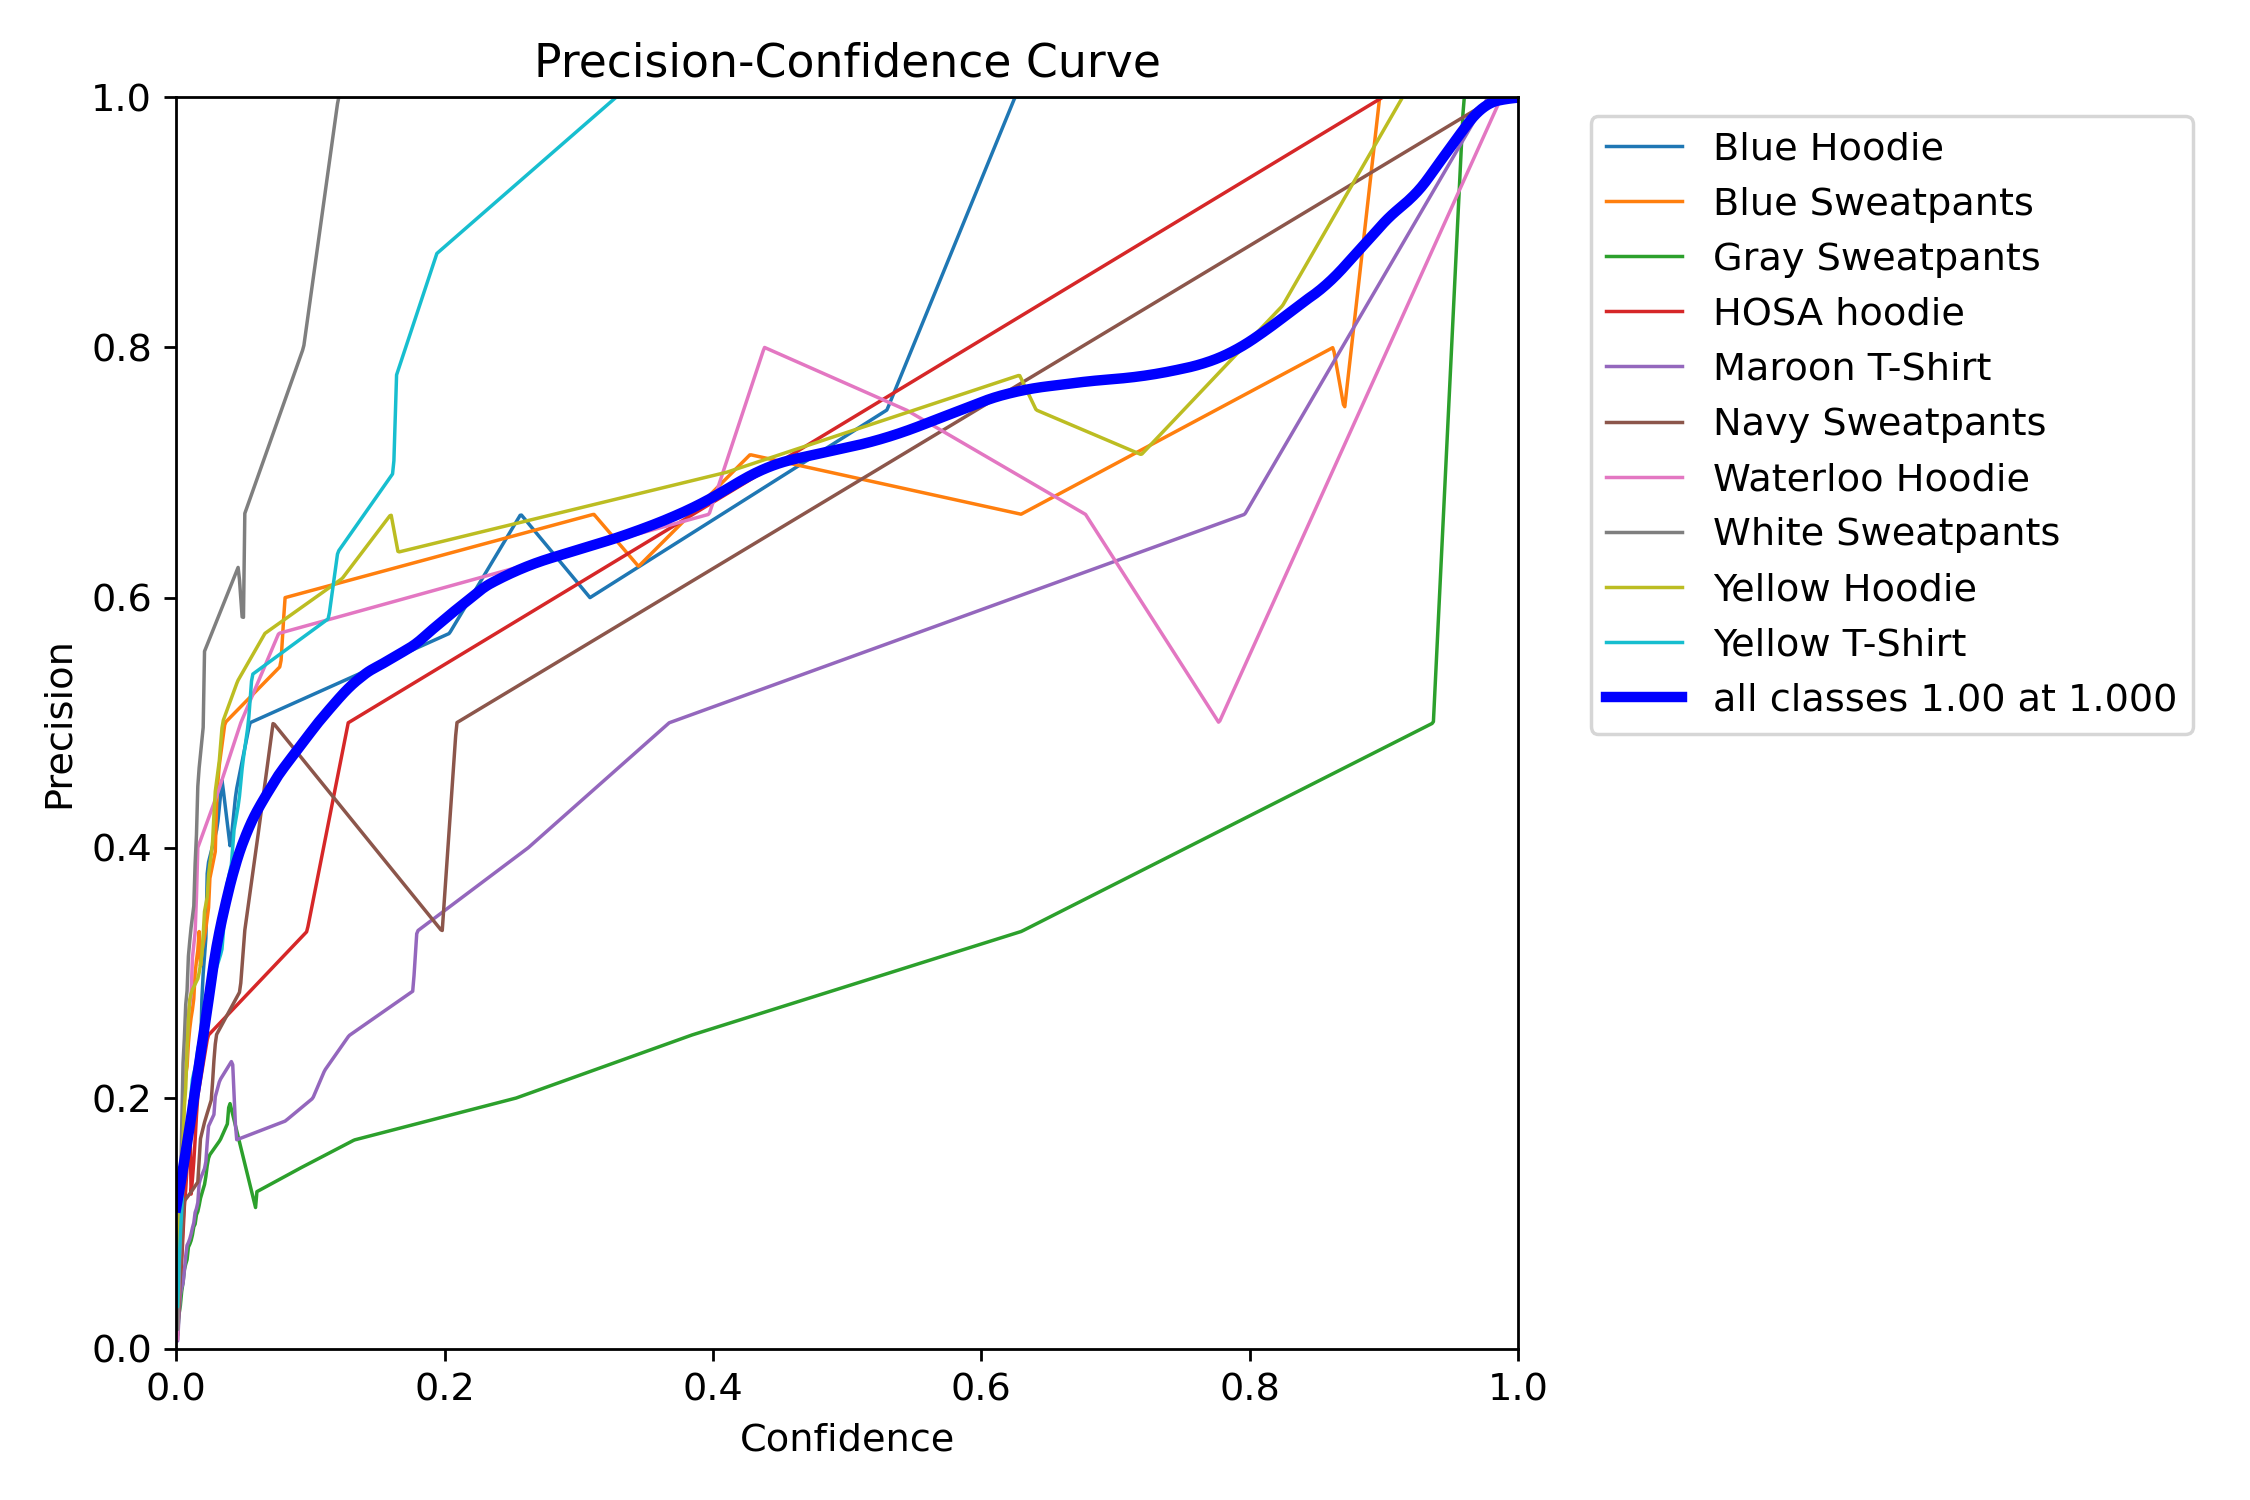 Precision-Confidence Curve
1.0
0.8
0.6
0.4
0.2
0.0
Precision
0.0 0.2 0.4 0.6 0.8 1.0
Confidence
Blue Hoodie
Blue Sweatpants
Gray Sweatpants
HOSA hoodie
Maroon T-Shirt
Navy Sweatpants
Waterloo Hoodie
White Sweatpants
Yellow Hoodie
Yellow T-Shirt
all classes 1.00 at 1.000